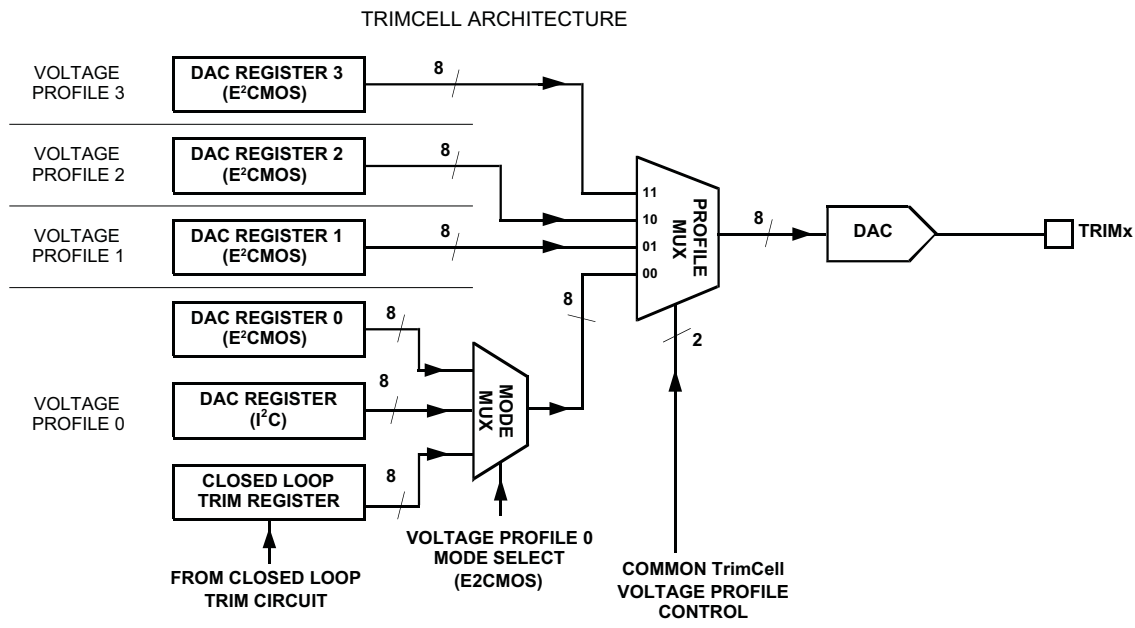 TRIMCELL ARCHITECTURE
VOLTAGE
PROFILE 3
DAC REGISTER 3
(E²CMOS)
8
VOLTAGE
PROFILE 2
DAC REGISTER 2
(E²CMOS)
8
VOLTAGE
PROFILE 1
DAC REGISTER 1
(E²CMOS)
8
11
10
01
00
PROFILE
MUX
8
DAC
TRIMx
2
8
VOLTAGE
PROFILE 0
DAC REGISTER 0
(E²CMOS)
8
DAC REGISTER
(I²C)
8
CLOSED LOOP
TRIM REGISTER
8
MODE
MUX
FROM CLOSED LOOP
TRIM CIRCUIT
VOLTAGE PROFILE 0
MODE SELECT
(E2CMOS)
COMMON TrimCell
VOLTAGE PROFILE
CONTROL